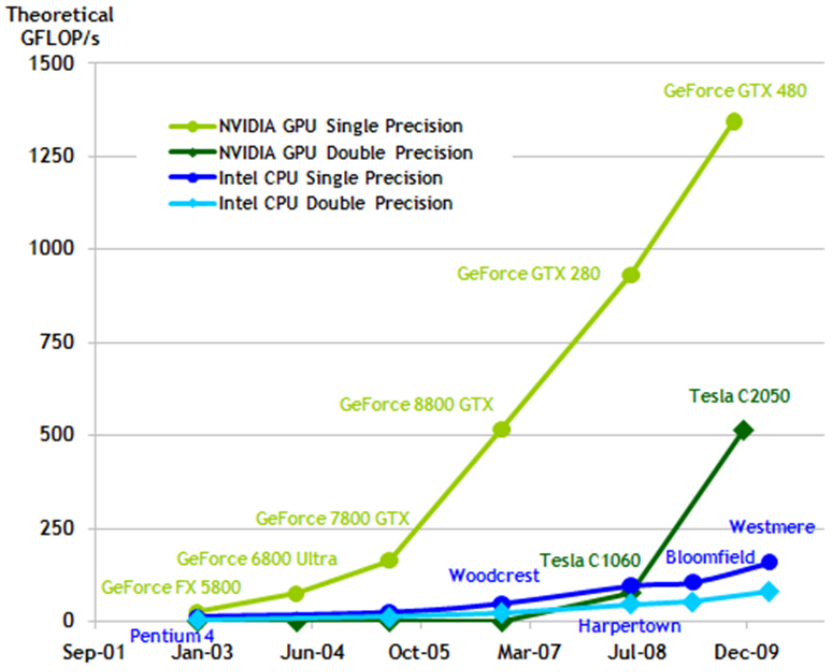 Theoretical
GFLOP/s
1500
GeForce GTX 480
NVIDIA GPU Single Precision
NVIDIA GPU Double Precision
Intel CPU Single Precision
Intel CPU Double Precision
1250
1000
GeForce GTX 280
750
Tesla C2050
GeForce 8800 GTX
500
GeForce 7800 GTX
250
Westmere
GeForce 6800 Ultra
Tesla C1060
Bloomfield
Woodcrest
GeForce FX 5800
0
Pentium 4
Harpertown
Sep-01
Jan-03
Jun-04
Oct-05
Mar-07
Jul-08
Dec-09